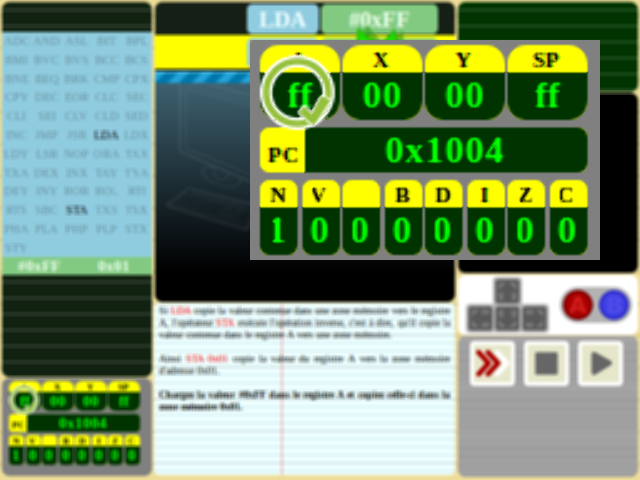 LDA #0xFF
ADC AND ASL BIT BPL
BMI BVC BVS BCC BCS
BNE BEQ BRK CMP CPX
CPY DEC EOR CLC SEC
CLI SEI CLV CLD SED
INC JMP JSR LDA LDX
LDY LSR NOP ORA TAX
TXA DEX INX TAY TYA
DEY INY ROR ROL RTI
RTS SBC STA TXS TSX
PHA PLA PHP PLP STX
STY
#0xFF 0x01
X Y SP
ff 00 00 ff
PC 0x1004
N V B D I Z C
1 0 0 0 0 0 0 0
Si LDA copie la valeur contenue dans une zone mémoire vers le registre
A, l'opérateur STA exécute l'opération inverse, c'est à dire, qu'il copie la
valeur contenue dans le registre A vers une zone mémoire.
Ainsi STA 0x01 copie la valeur du registre A vers la zone mémoire
d'adresse 0x01.
Chargez la valeur #0xFF dans le registre A et copiez celle-ci dans la
zone mémoire 0x01.
A B
X Y SP
ff 00 00 ff
PC 0x1004
N V B D I Z C
1 0 0 0 0 0 0 0